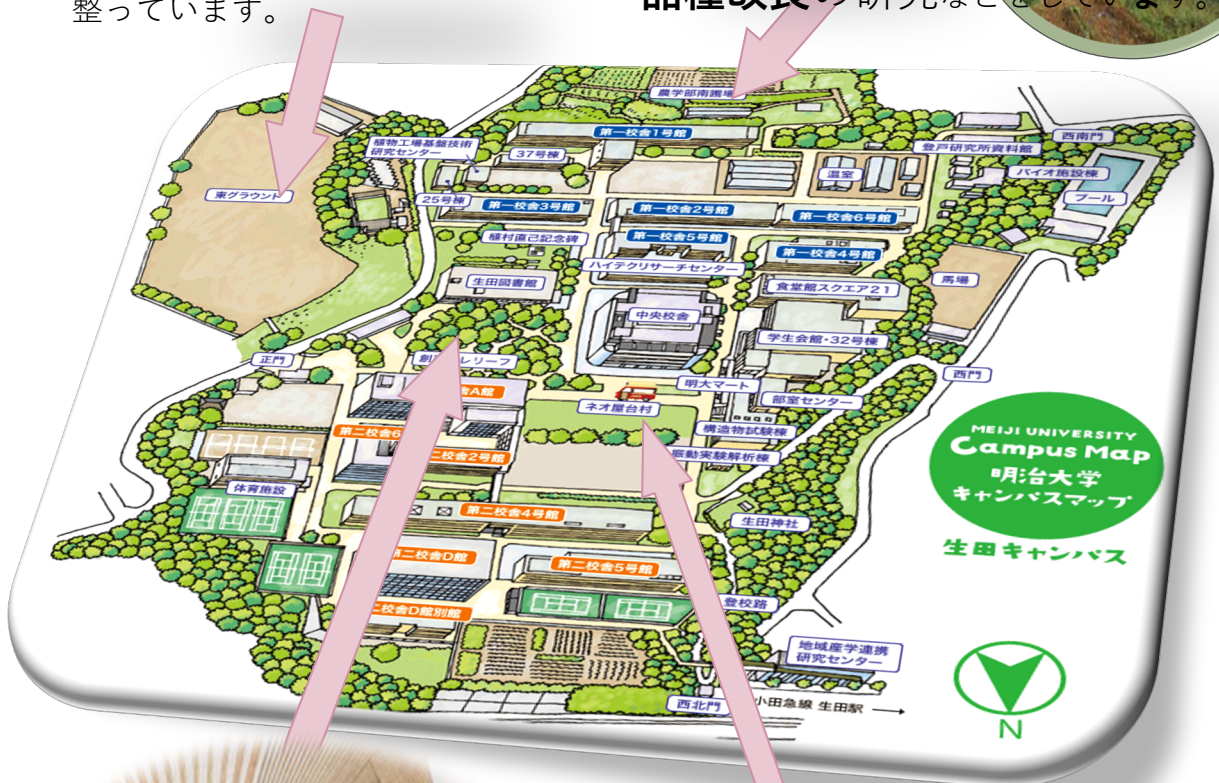 整っています。
品種改良の研究などをしています。
農学部南圃場
第一校舎1号館
西南門
植物工場基盤技術
研究センター
37号棟
登戸研究所資料館
バイオ施設棟
温室
プール
東グラウンド
25号棟
第一校舎3号館
第一校舎2号館
第一校舎6号館
植村直己記念碑
第一校舎5号館
第一校舎4号館
ハイテクリサーチセンター
生田図書館
食堂館スクエア21
馬場
中央校舎
学生会館・32号棟
正門
レリーフ
明大マート
西門
舎A館
ネオ屋台村
部室センター
第二校舎6
構造物試験棟
二校舎2号館
振動実験解析棟
体育施設
第二校舎4号館
生田神社
第二校舎D館
第二校舎5号館
二校舎D館別館
登校路
地域産学連携
研究センター
西北門
小田急線 生田駅 →
MEIJI UNIVERSITY
Campus Map
明治大学
キャンパスマップ
生田キャンパス
N